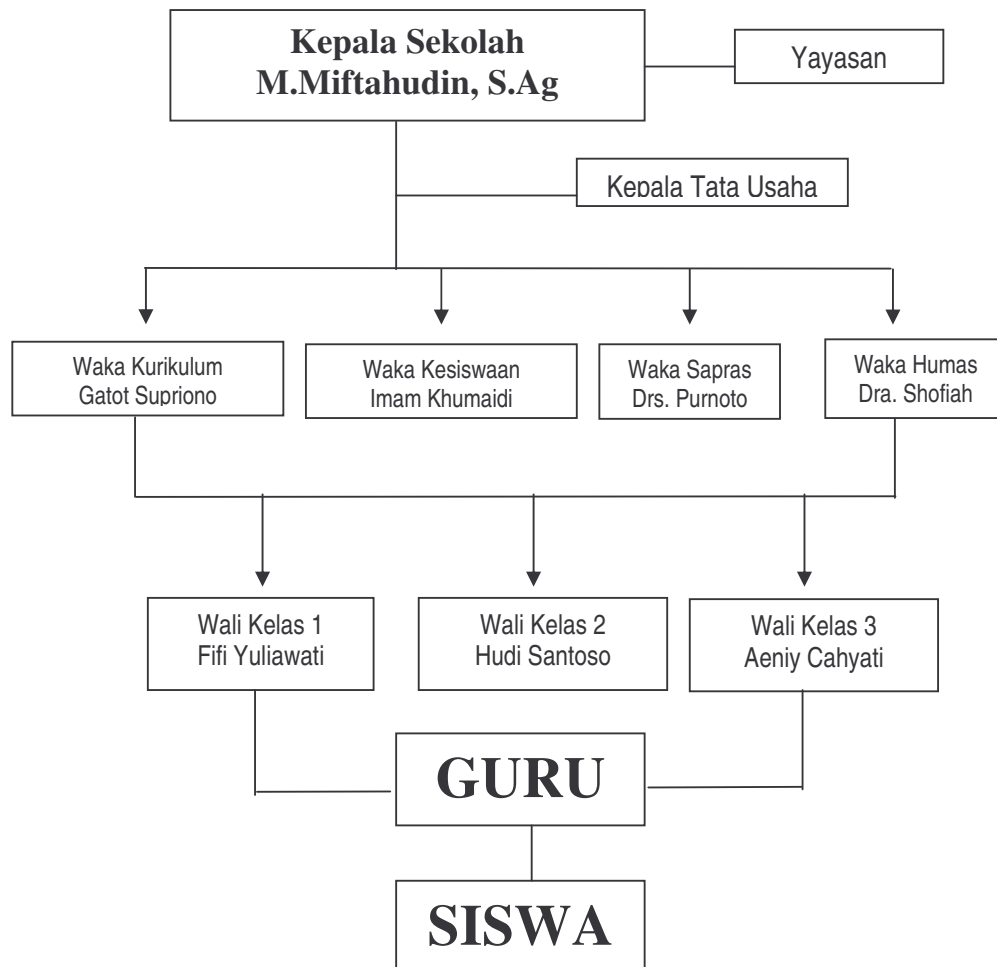 Kepala Sekolah
M.Miftahudin, S.Ag
Yayasan
Kepala Tata Usaha
Waka Kurikulum
Gatot Supriono
Waka Kesiswaan
Imam Khumaidi
Waka Sapras
Drs. Purnoto
Waka Humas
Dra. Shofiah
Wali Kelas 1
Fifi Yuliawati
Wali Kelas 2
Hudi Santoso
Wali Kelas 3
Aeniy Cahyati
GURU
SISWA